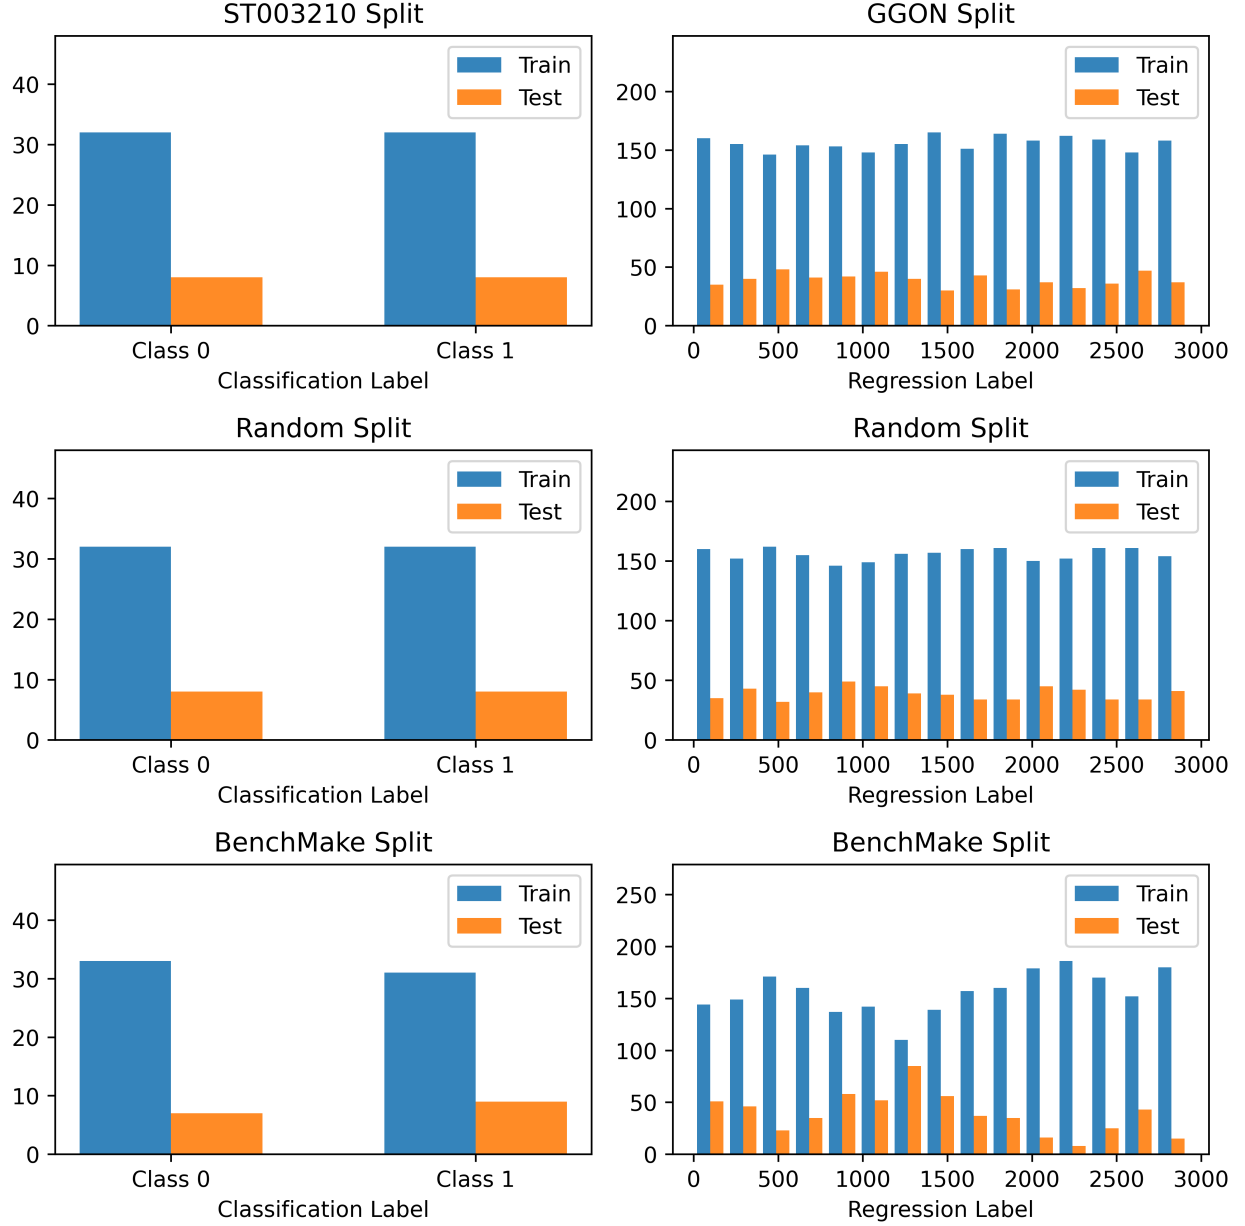 ST003210 Split
40
30
20
10
0
Train
Test
Class 0
Class 1
Classification Label
GGON Split
200
150
100
50
0
Train
Test
0
500
1000
1500
2000
2500
3000
Regression Label
Random Split
40
30
20
10
0
Train
Test
Class 0
Class 1
Classification Label
Random Split
200
150
100
50
0
Train
Test
0
500
1000
1500
2000
2500
3000
Regression Label
BenchMake Split
40
30
20
10
0
Train
Test
Class 0
Class 1
Classification Label
BenchMake Split
250
200
150
100
50
0
Train
Test
0
500
1000
1500
2000
2500
3000
Regression Label